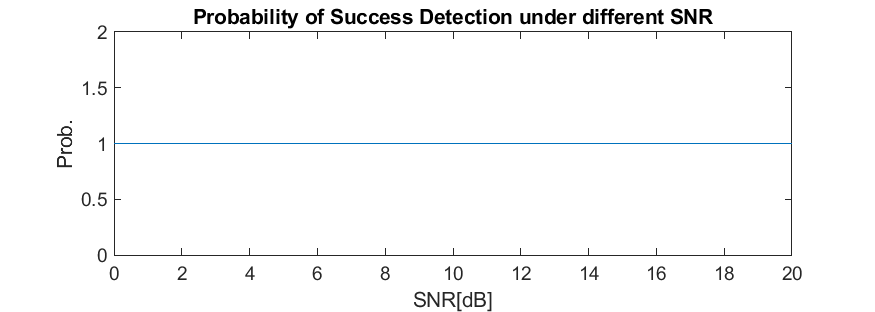 Probability of Success Detection under different SNR
2
1.5
1
0.5
0
Prob.
0 2 4 6 8 10 12 14 16 18 20
SNR[dB]